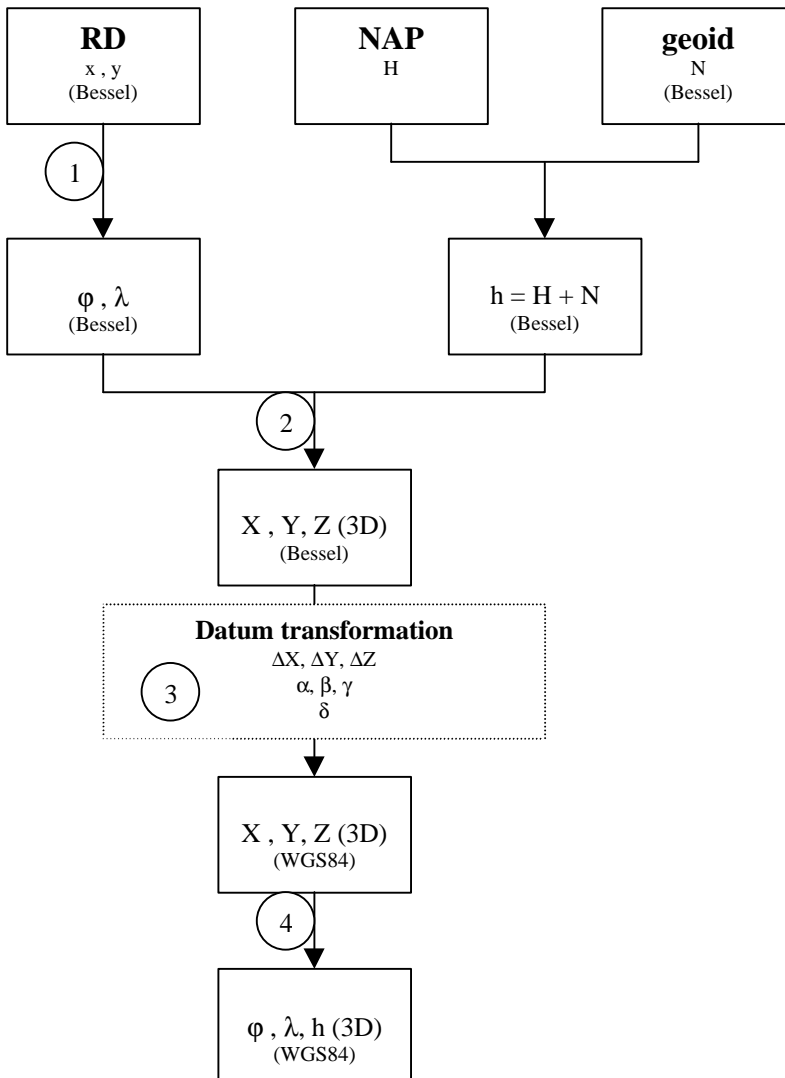 RD
x , y
(Bessel)
NAP
H
geoid
N
(Bessel)
1
φ , λ
(Bessel)
h = H + N
(Bessel)
2
X , Y, Z (3D)
(Bessel)
Datum transformation
ΔX, ΔY, ΔZ
α, β, γ
δ
3
X , Y, Z (3D)
(WGS84)
4
φ , λ, h (3D)
(WGS84)